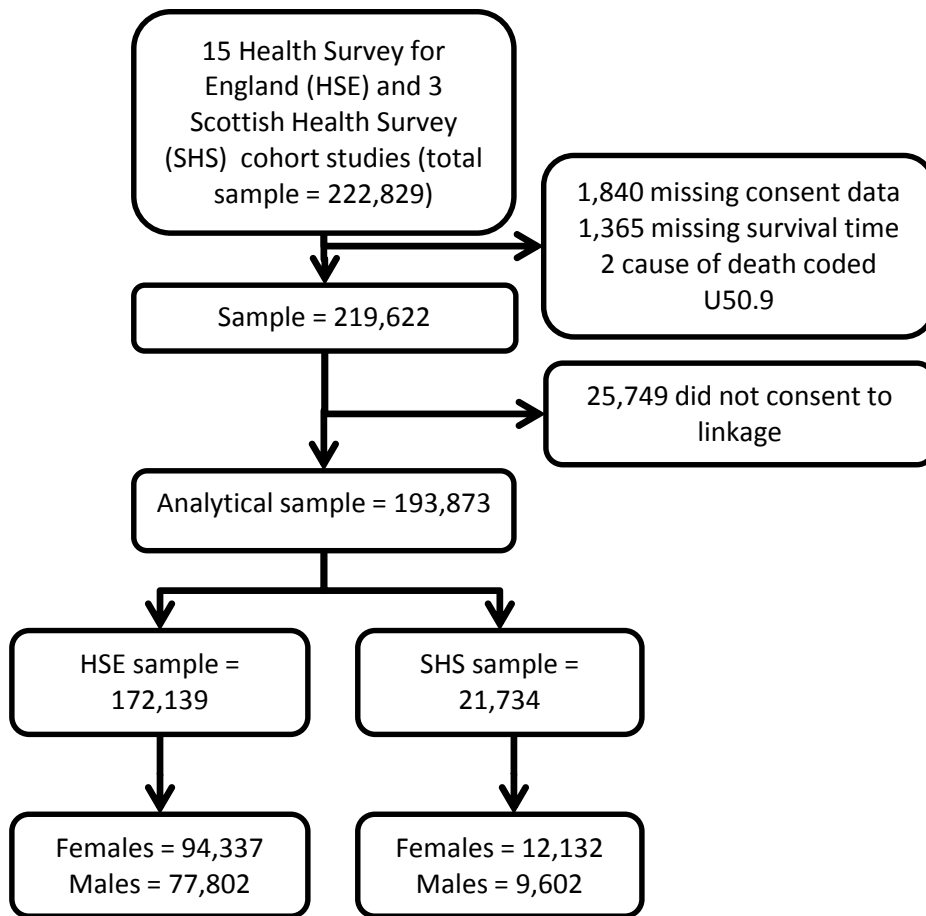 15 Health Survey for
England (HSE) and 3
Scottish Health Survey
(SHS) cohort studies (total
sample = 222,829)
1,840 missing consent data
1,365 missing survival time
2 cause of death coded
U50.9
Sample = 219,622
25,749 did not consent to
linkage
Analytical sample = 193,873
HSE sample =
172,139
SHS sample =
21,734
Females = 94,337
Males = 77,802
Females = 12,132
Males = 9,602